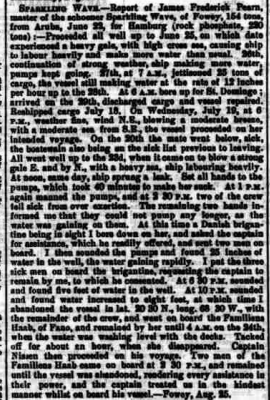 SPARKLING WAVE.—Report of James Frederick Pearn,
master of the schooner Sparkling Wave, of Fowey, 154 tons,
from Aruba, June 22, for Hamburg (rock phosphate, 220
tons):—Proceeded all well up to June 25, on which date
experienced a heavy gale, with high cross sea, causing ship
to labour heavily and make more water than usual. 26th,
continuation of strong weather, ship making more water,
pumps kept going. 27th, at 7 A.M., jettisoned 25 tons of
cargo, the vessel still making water at the rate of 12 inches
per hour up to the 28th. At 6 A.M. bore up for St. Domingo;
arrived on the 29th, discharged cargo and vessel repaired.
Reshipped cargo July 18. On Wednesday, July 19, at 6
P.M., weather fine, wind N.E., blowing a moderate breeze,
with a moderate sea from S.E., the vessel proceeded on her
intended voyage. On the 20th the mate went below, sick,
the boatswain also being on the sick list previous to leaving.
All went well up to the 23d, when it came on to blow a strong
gale E. and by N., with a heavy sea, ship labouring heavily.
At noon, same day, ship sprung a leak. Set all hands to the
pumps, which took 40 minutes to make her suck. At 1 P.M.
again manned the pumps, and at 2 30 P.M. two of the crew
fell sick from over exertion. The remaining two hands in-
formed me that they could not pump any longer, as the
water was gaining on them. At this time a Danish brigan-
tine being in sight I bore down on her, and asked the captain
for assistance, which he readily offered, and sent two men on
board. I then sounded the pumps and found 25 inches of
water in the well, the water gaining rapidly. I put the three
sick men on board the brigantine, requesting the captain to
remain by me, to which he consented. At 6 30 P.M. sounded
and found five feet of water in the well. At 10 P.M. sounded
and found water increased to eight feet, at which time I
abandoned the vessel in lat. 20 30 N., long. 68 30 W., with
the remainder of the crew, and went on board the Familiens
Haab, of Fano, and remained by her until 4 A.M. on the 24th,
when the water was washing level with the decks. Tacked
off for about an hour, when she disappeared. Captain
Nissen then proceeded on his voyage. Two men of the
Familiens Haab came on board at 2 30 P.M., and remained
until the vessel was abandoned, rendering every assistance in
their power, and the captain treated us in the kindest
manner whilst on board his vessel.—Fowey, Aug. 25.